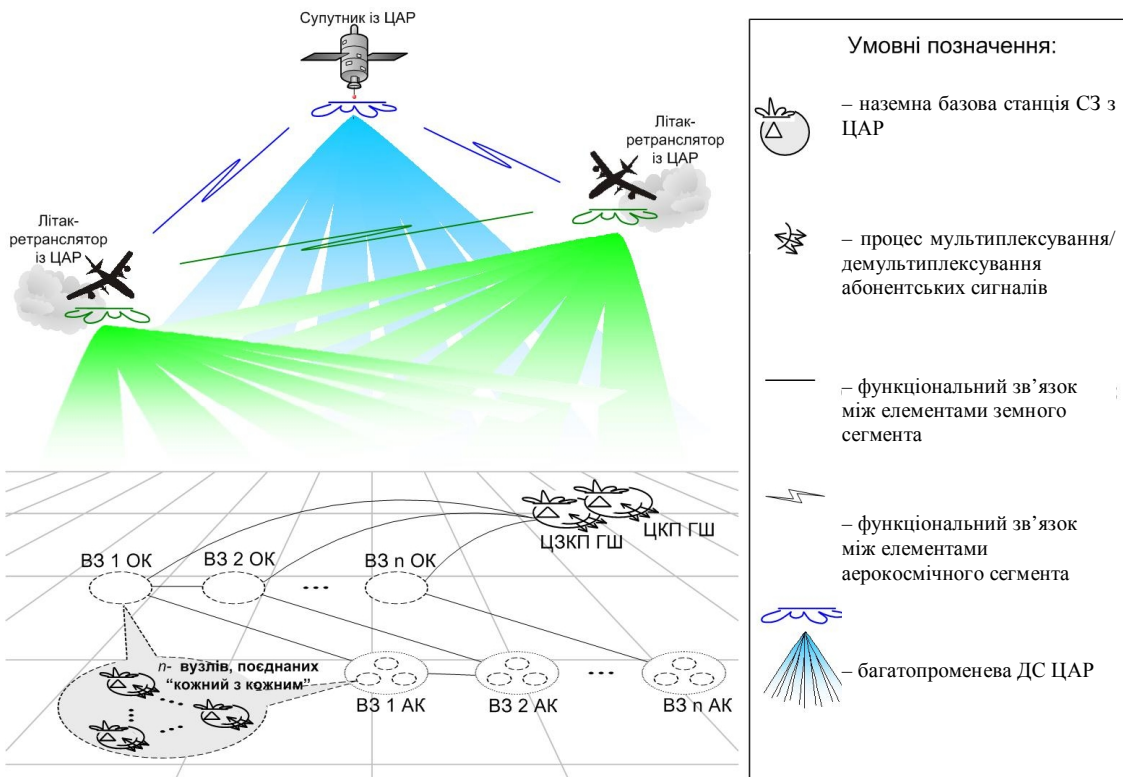 Супутник із ЦАР
Літак-
ретранслятор
із ЦАР
Літак-
ретранслятор
із ЦАР
ЦЗКП ГШ
ЦКП ГШ
ВЗ 1 ОК
ВЗ 2 ОК
...
ВЗ n ОК
n- вузлів, поєднаних
“кожний з кожним”
ВЗ 1 АК
ВЗ 2 АК
...
ВЗ n АК
Умовні позначення:
– наземна базова станція СЗ з
ЦАР
– процес мультиплексування/
демультиплексування
абонентських сигналів
– функціональний зв’язок
між елементами земного
сегмента
– функціональний зв’язок
між елементами
аерокосмічного сегмента
– багатопроменева ДС ЦАР